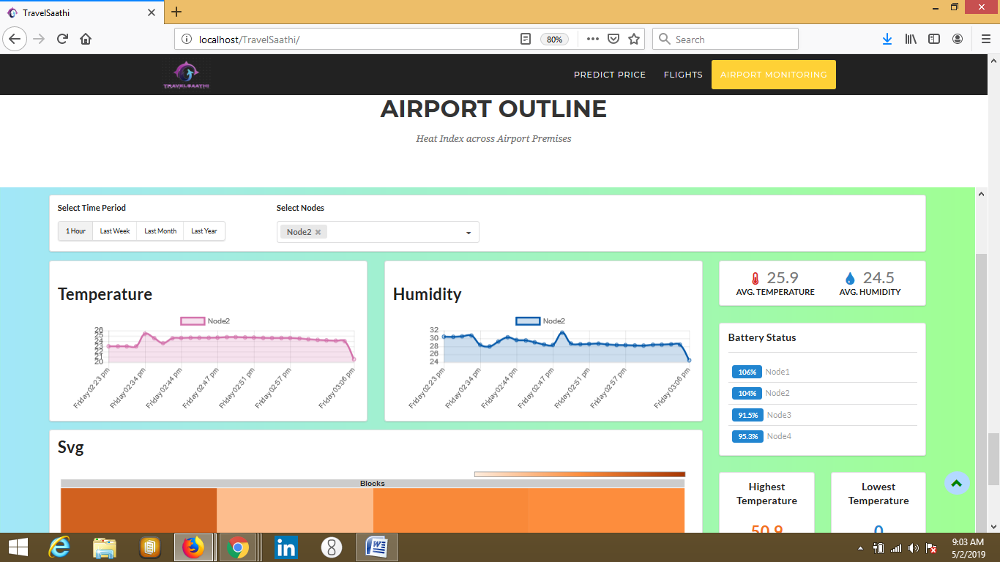 TravelSaathi
localhost/TravelSaathi/
80%
Search
TRAVELSAATHI
PREDICT PRICE FLIGHTS AIRPORT MONITORING
AIRPORT OUTLINE
Heat Index across Airport Premises
Select Time Period
1 Hour Last Week Last Month Last Year
Select Nodes
Node2
Temperature
Node2
26
25
24
23
22
21
20
Friday 02:23 pm
Friday 02:34 pm
Friday 02:44 pm
Friday 02:47 pm
Friday 02:51 pm
Friday 02:57 pm
Friday 03:06 pm
Humidity
Node2
32
30
28
26
24
Friday 02:23 pm
Friday 02:34 pm
Friday 02:44 pm
Friday 02:47 pm
Friday 02:51 pm
Friday 02:57 pm
Friday 03:06 pm
25.9
AVG. TEMPERATURE
24.5
AVG. HUMIDITY
Battery Status
106% Node1
104% Node2
91.5% Node3
95.3% Node4
Svg
Blocks
Highest
Temperature
50.9
Lowest
Temperature
0
9:03 AM
5/2/2019